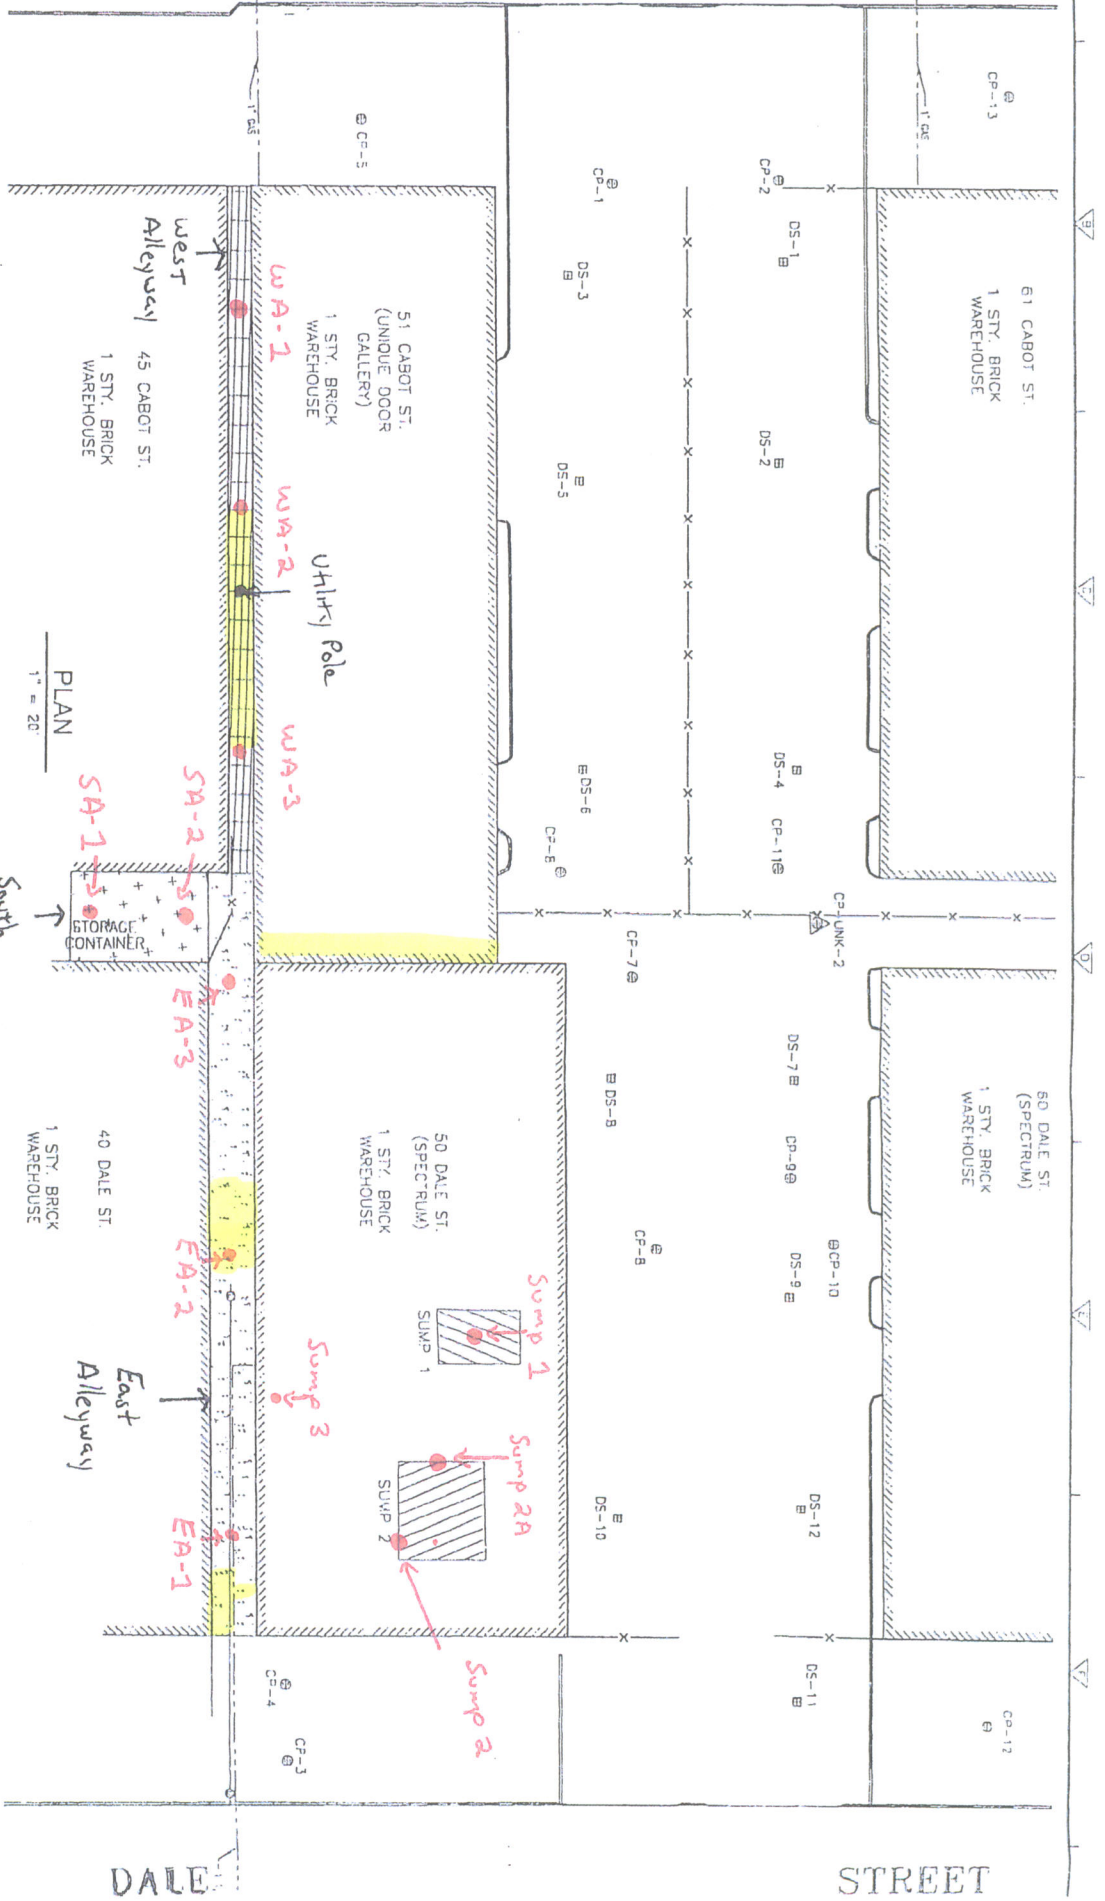 CP-13
1" GAS
1" GAS
CP-5
CP-1
CP-2
DS-1
DS-3
B
61 CABOT ST.
1 STY. BRICK
WAREHOUSE
51 CABOT ST.
(UNIQUE DOOR
GALLERY)
1 STY. BRICK
WAREHOUSE
West
Alleyway
WA-1
45 CABOT ST.
1 STY. BRICK
WAREHOUSE
DS-2
DS-5
WA-2
Utility Pole
WA-3
PLAN
1" = 20'
DS-4
DS-6
CP-11
SA-1
SA-2
South
STORAGE
CONTAINER
CP-UNK-2
CP-7
D
EA-3
DS-7
DS-8
CP-9
60 DALE ST.
(SPECTRUM)
1 STY. BRICK
WAREHOUSE
50 DALE ST.
(SPECTRUM)
1 STY. BRICK
WAREHOUSE
40 DALE ST.
1 STY. BRICK
WAREHOUSE
CP-8
CP-10
DS-9
E
EA-2
Sump 1
SUMP 1
Sump 3
East
Alleyway
Sump 2A
SUMP 2
DS-10
DS-12
EA-1
Sump 2
DS-11
CP-4
CP-3
CP-12
F
DALE
STREET